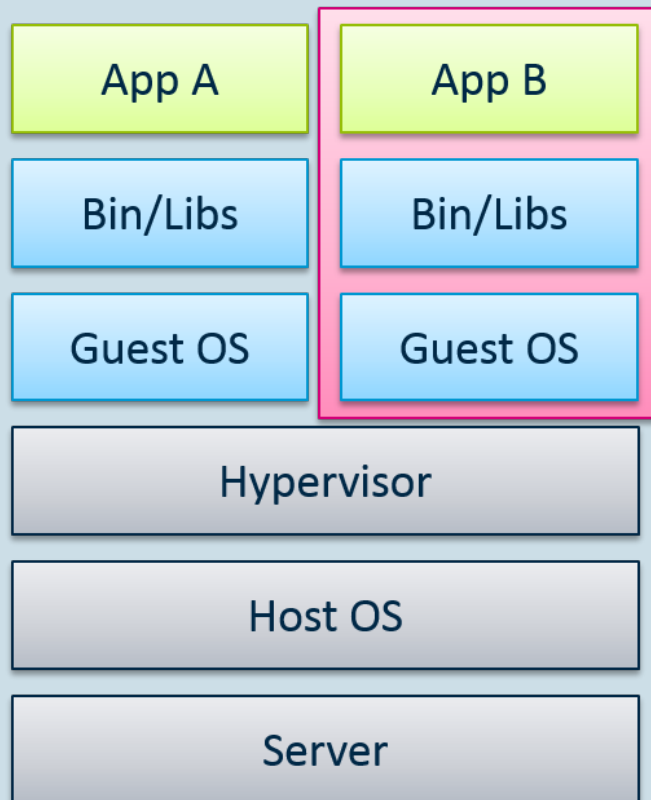 App A
App B
Bin/Libs
Bin/Libs
Guest OS
Guest OS
Hypervisor
Host OS
Server